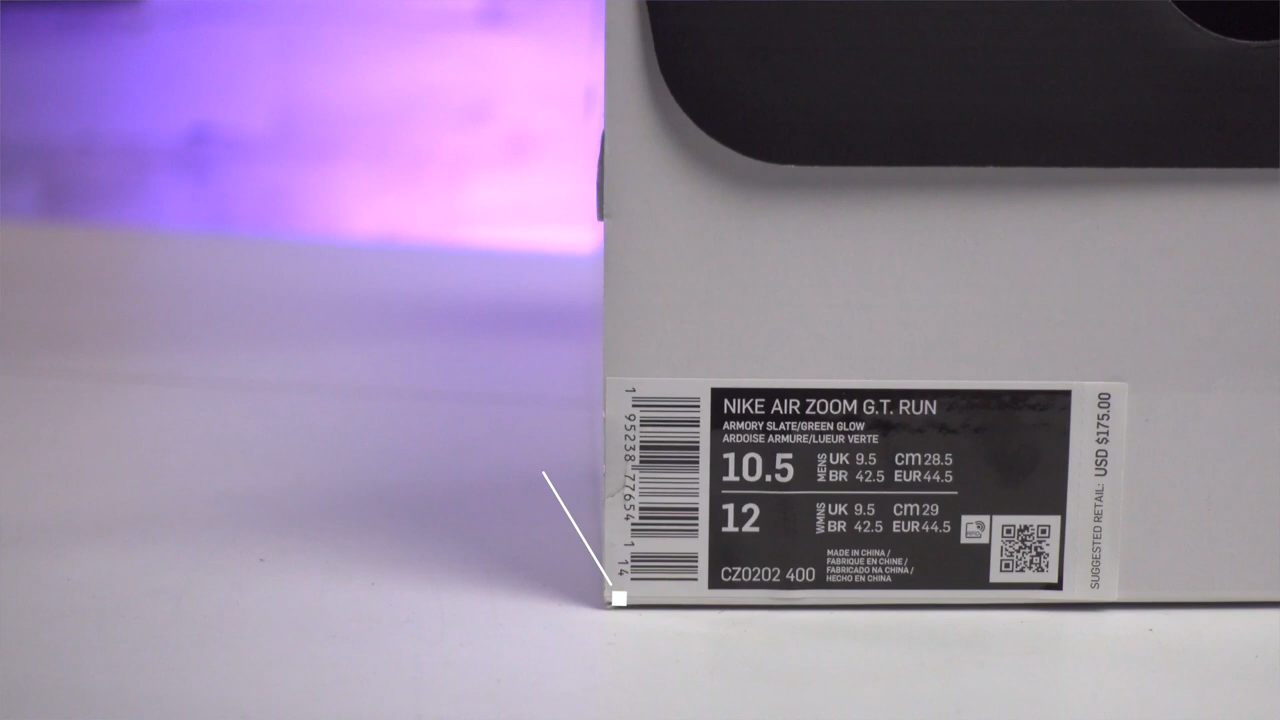 1 95238 77654 1 14
NIKE AIR ZOOM G.T. RUN
ARMORY SLATE/GREEN GLOW
ARDOISE ARMURE/LUEUR VERTE
10.5 MENS UK 9.5 cm 28.5
BR 42.5 EUR 44.5
12 WMNS UK 9.5 cm 29
BR 42.5 EUR 44.5
CZ0202 400
MADE IN CHINA /
FABRIQUE EN CHINE /
FABRICADO NA CHINA /
HECHO EN CHINA
SUGGESTED RETAIL: USD $175.00